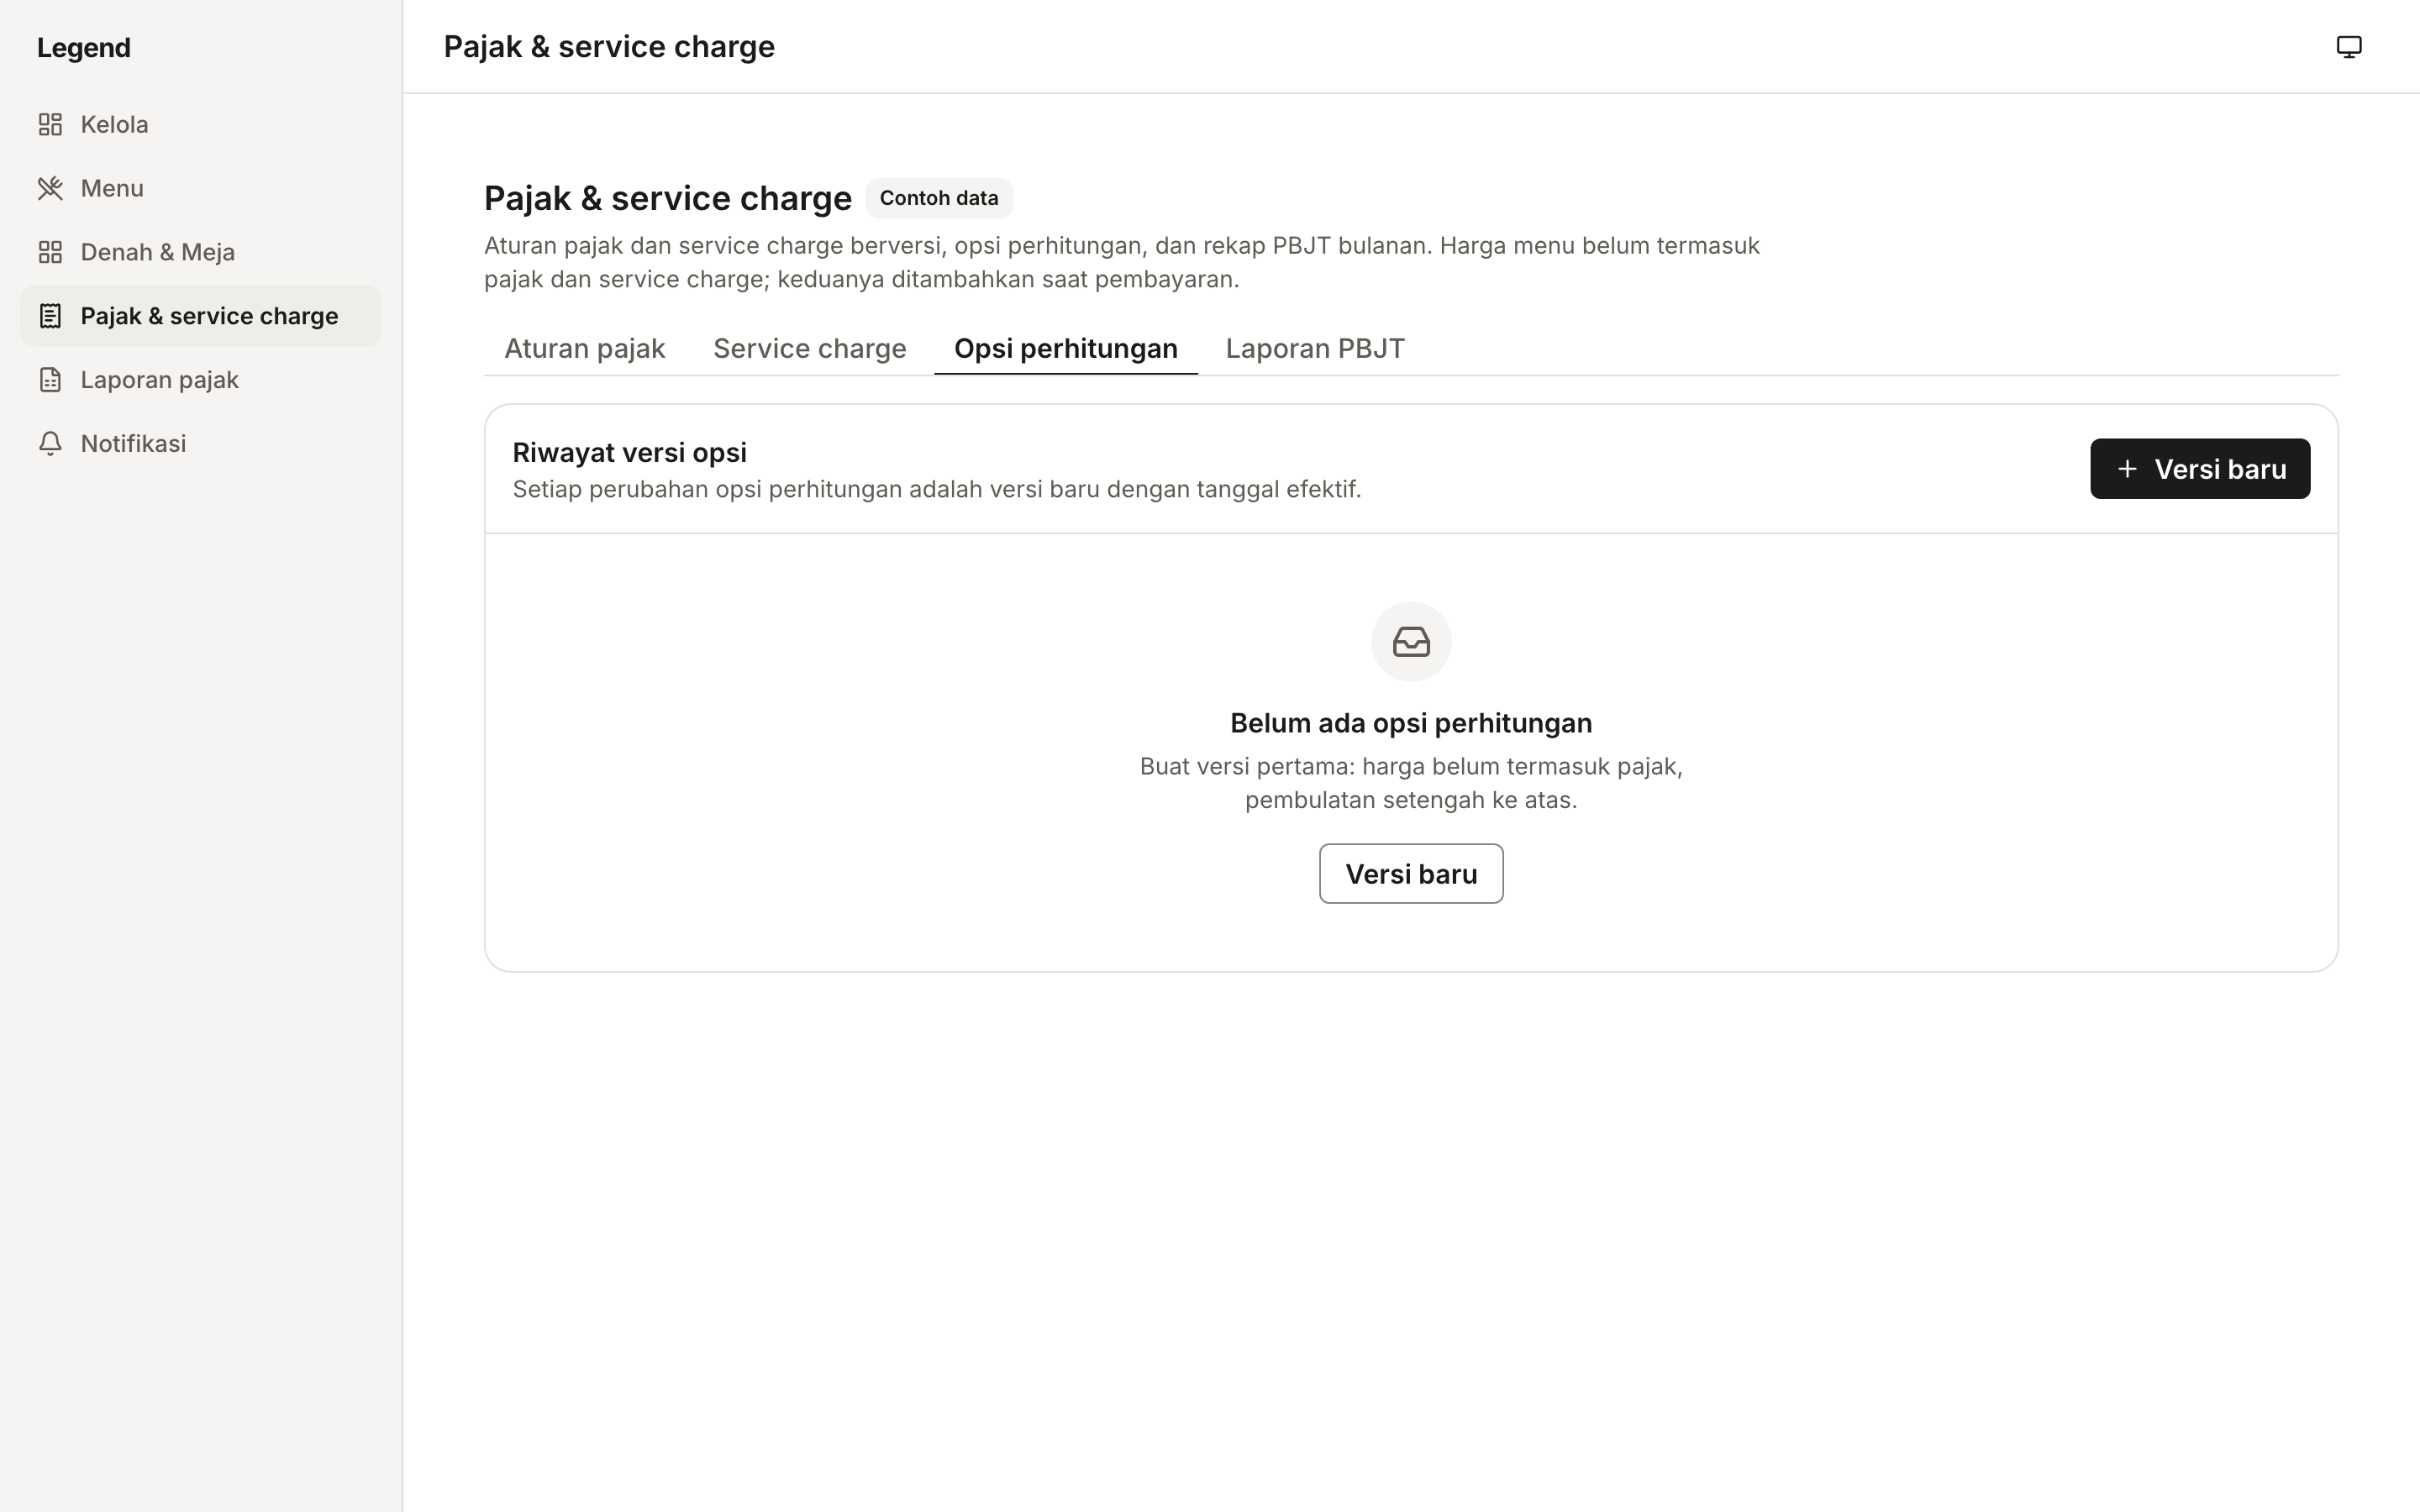 Legend
Kelola
Menu
Denah & Meja
Pajak & service charge
Laporan pajak
Notifikasi
Pajak & service charge
Pajak & service charge
Contoh data
Aturan pajak dan service charge berversi, opsi perhitungan, dan rekap PBJT bulanan. Harga menu belum termasuk
pajak dan service charge; keduanya ditambahkan saat pembayaran.
Aturan pajak
Service charge
Opsi perhitungan
Laporan PBJT
Riwayat versi opsi
Setiap perubahan opsi perhitungan adalah versi baru dengan tanggal efektif.
Versi baru
Belum ada opsi perhitungan
Buat versi pertama: harga belum termasuk pajak,
pembulatan setengah ke atas.
Versi baru